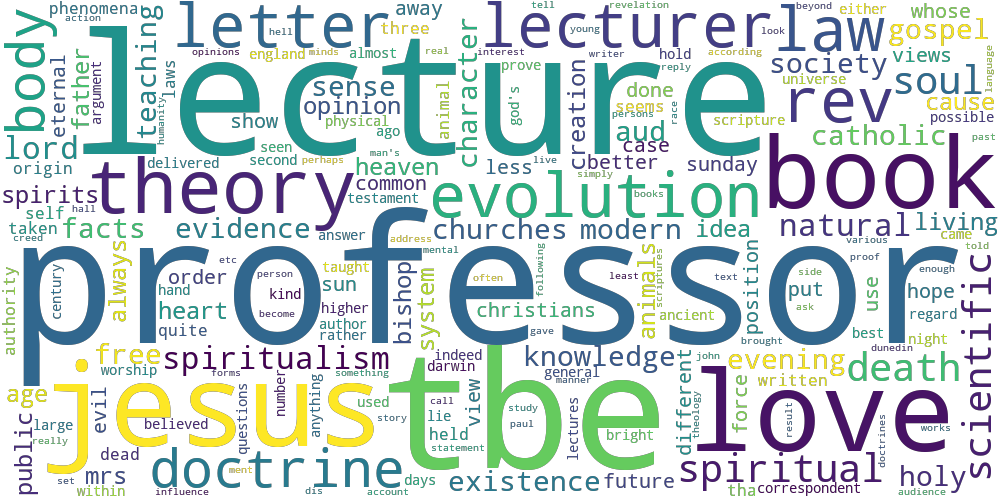 phenomena letter lecturer law whose either
action hell away three tell revelation beyond gospel
body teaching lecture opinions minds england almost real character interest young writer look according society views
eternal father argument laws humanity sense opinion animal prove hold reply creation god's done rev soul universe language
lord show physical ago seems aud persons race scripture cause possible
origin seen second man's perhaps heaven less live case better sunday catholic past
spirits delivered theory common testament evolution simply books book
self hall taken facts evidence answer address churches modern idea natural living
creed century etc person taught mental often least following text various proof came told enough
authority always professor order hand kind become sun higher bishop system christians ancient animals scriptures position side put ask use hope regard scientific
heart quite author rather gave manner brought best night dunedin
free spiritualism indeed darwin knowledge general john evening death
worship forms something number used call study tbe different theology force written
age jesus believed questions anything story lie view paul bright love result works doctrines
public large really evil dead held statement lectures
set mrs doctrine days existence future spiritual holy
within influence ment dis account tha correspondent audience